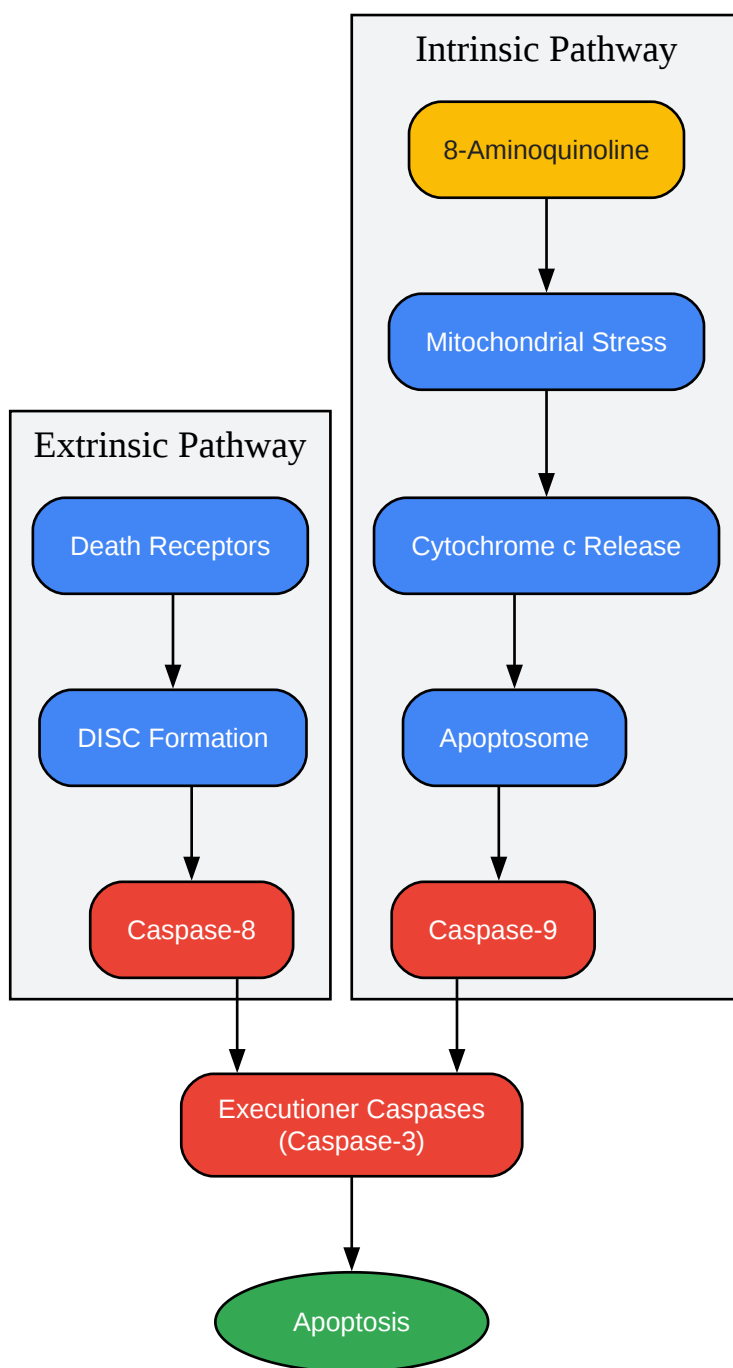 Intrinsic Pathway
8-Aminoquinoline
Mitochondrial Stress
Cytochrome c Release
Apoptosome
Caspase-9
Extrinsic Pathway
Death Receptors
DISC Formation
Caspase-8
Executioner Caspases
(Caspase-3)
Apoptosis